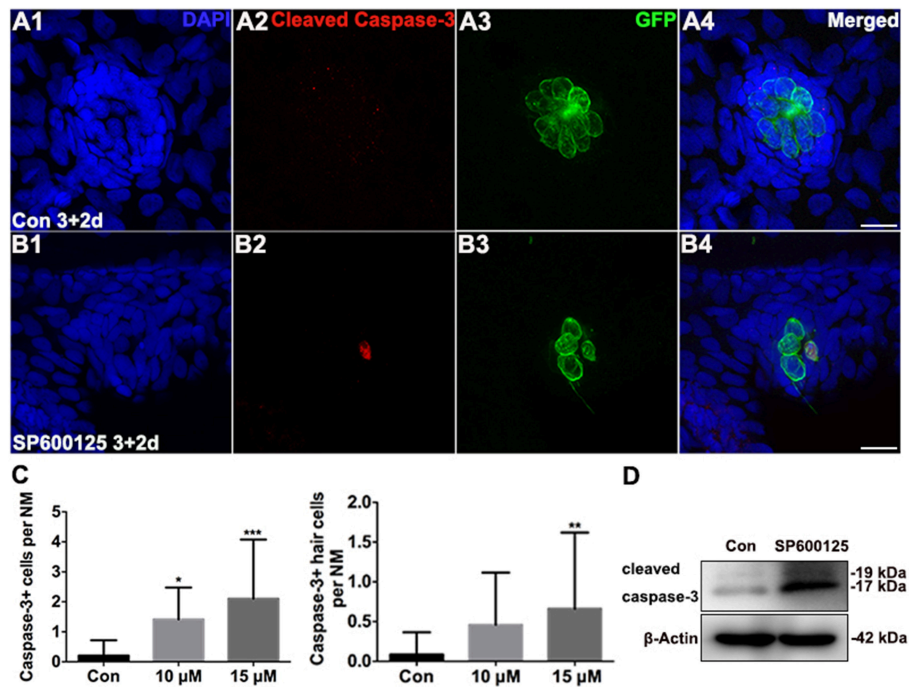 A1 DAPI A2 Cleaved Caspase-3 A3 GFP A4 Merged
Con 3+2d
B1 B2 B3 B4
SP600125 3+2d
C
Caspase-3+ cells per NM
5
4
3
2
1
0
Con 10 µM 15 µM
* ***
Caspase-3+ hair cells
per NM
2.0
1.5
1.0
0.5
0.0
Con 10 µM 15 µM
**
D
Con SP600125
cleaved
caspase-3
-19 kDa
-17 kDa
β-Actin -42 kDa